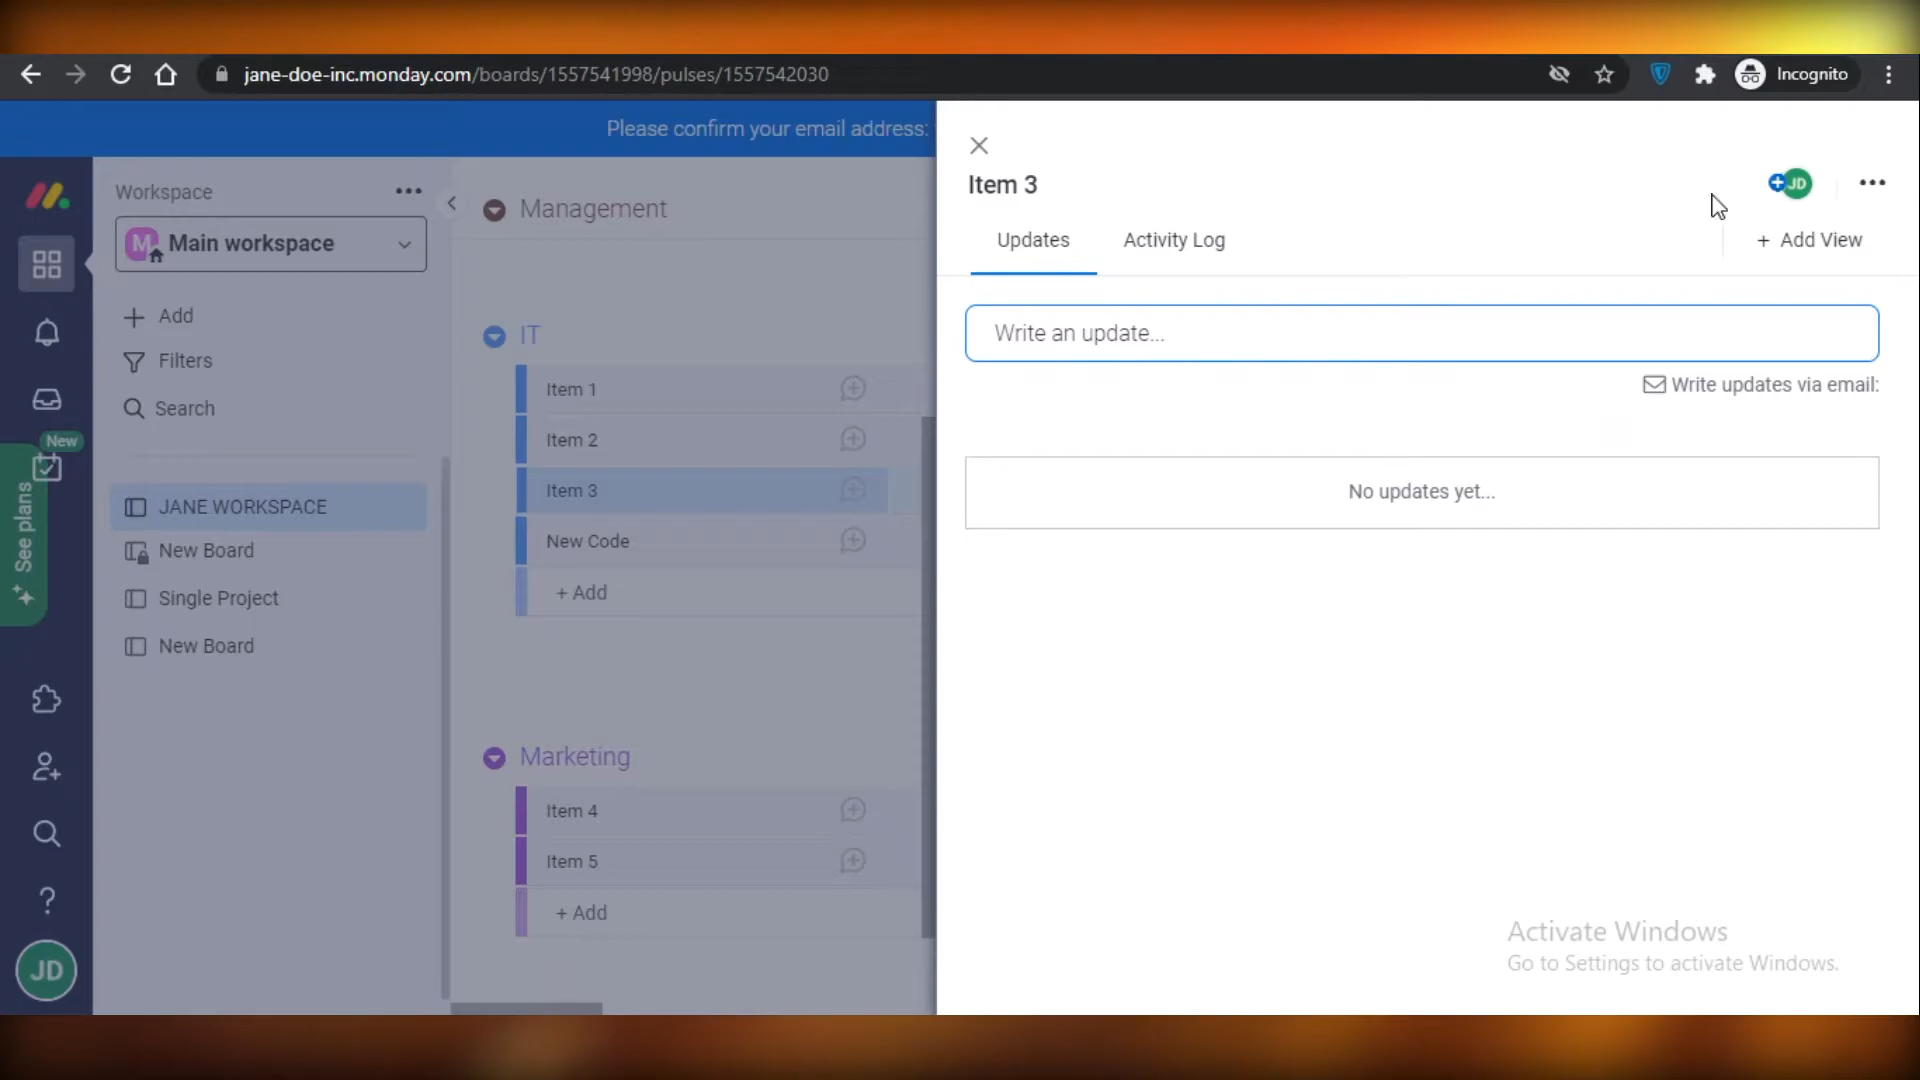 jane-doe-inc.monday.com/boards/1557541998/pulses/1557542030
Incognito
Please confirm your email address:
Workspace
M
Main workspace
Add
Filters
Search
New
See plans
JANE WORKSPACE
New Board
Single Project
New Board
?
JD
Management
IT
Item 1
Item 2
Item 3
New Code
+ Add
Marketing
Item 4
Item 5
+ Add
Item 3
JD
Updates
Activity Log
+ Add View
Write an update...
Write updates via email:
No updates yet...
Activate Windows
Go to Settings to activate Windows.